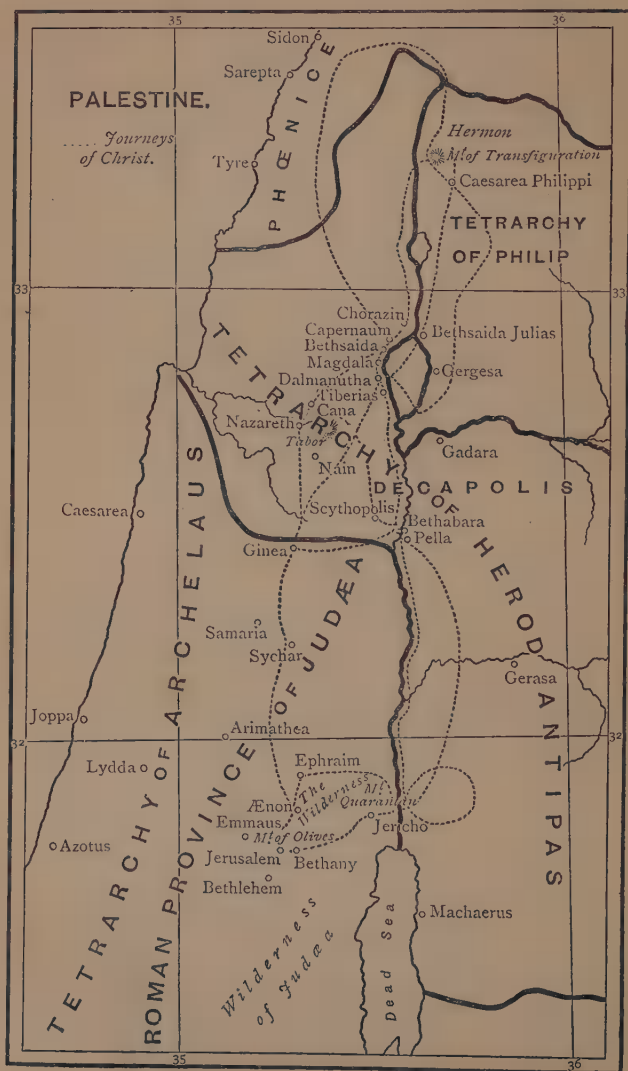 35
36
Sidon
Sarepta
PALESTINE.
..... Journeys
of Christ.
PHŒNICE
Hermon
Mt. of Transfiguration
Tyre
Caesarea Philippi
TETRARCHY
OF PHILIP
33
33
Chorazin
Capernaum
Bethsaida Julias
Bethsaida
Magdala
Gergesa
Dalmanutha
Tiberias
Cana
Nazareth
Tabor
Gadara
Nain
DECAPOLIS
Caesarea
Scythopolis
Bethabara
Pella
Ginea
TETRARCHY OF HEROD ANTIPAS
Samaria
Sychar
Gerasa
Joppa
Arimathea
32
32
Lydda
Ephraim
The
Wilderness
Mt.
Quarantan
Ænon
Emmaus
Jericho
Mt. of Olives
Azotus
Jerusalem
Bethany
Bethlehem
Machaerus
Dead Sea
Wilderness
of Judæa
TETRARCHY OF ARCHELAUS
ROMAN PROVINCE OF JUDÆA
35
36